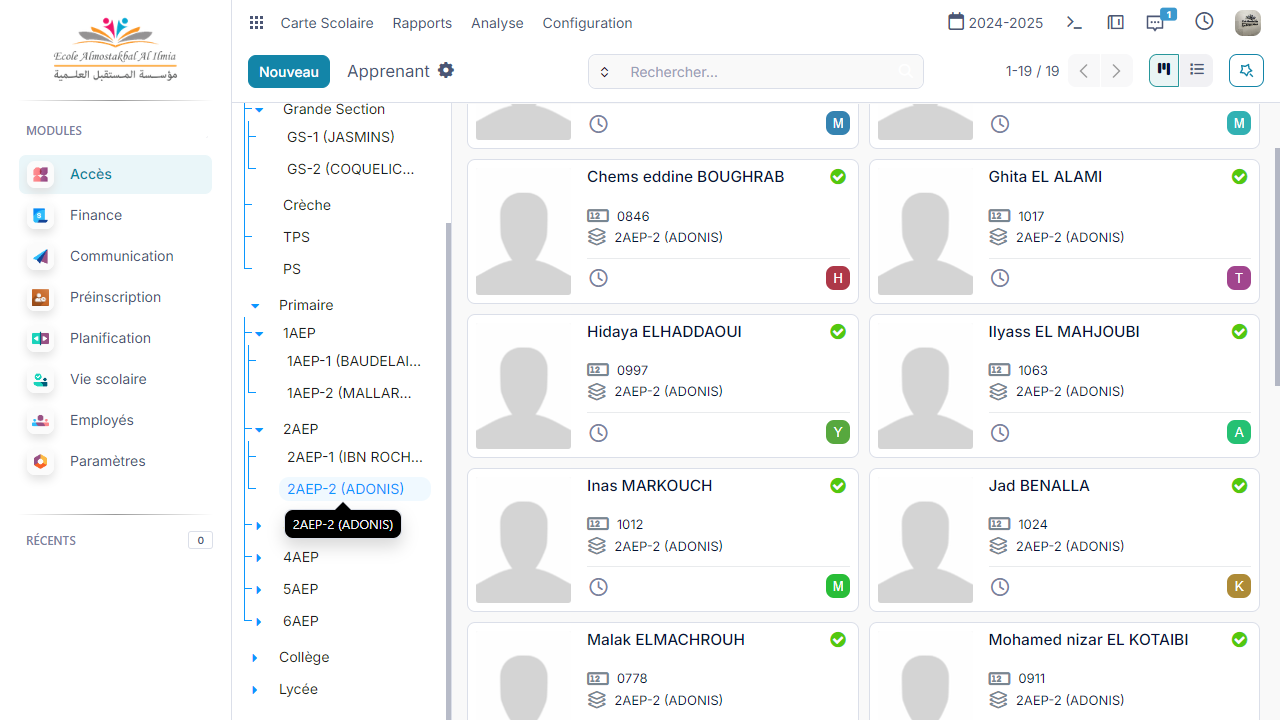 Ecole Almostakbal Al Ilmia
مؤسسة المستقبل العلمية
Carte Scolaire
Rapports
Analyse
Configuration
2024-2025
1
Nouveau
Apprenant
Rechercher...
1-19 / 19
MODULES
Accès
Finance
Communication
Préinscription
Planification
Vie scolaire
Employés
Paramètres
RÉCENTS
0
Grande Section
GS-1 (JASMINS)
GS-2 (COQUELIC...
Crèche
TPS
PS
Primaire
1AEP
1AEP-1 (BAUDELAI...
1AEP-2 (MALLAR...
2AEP
2AEP-1 (IBN ROCH...
2AEP-2 (ADONIS)
2AEP-2 (ADONIS)
4AEP
5AEP
6AEP
Collège
Lycée
M
M
Chems eddine BOUGHRAB
12 0846
2AEP-2 (ADONIS)
H
Ghita EL ALAMI
12 1017
2AEP-2 (ADONIS)
T
Hidaya ELHADDAOUI
12 0997
2AEP-2 (ADONIS)
Y
Ilyass EL MAHJOUBI
12 1063
2AEP-2 (ADONIS)
A
Inas MARKOUCH
12 1012
2AEP-2 (ADONIS)
M
Jad BENALLA
12 1024
2AEP-2 (ADONIS)
K
Malak ELMACHROUH
12 0778
2AEP-2 (ADONIS)
Mohamed nizar EL KOTAIBI
12 0911
2AEP-2 (ADONIS)